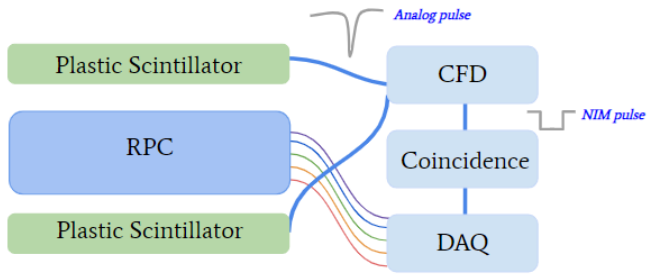 Analog pulse
Plastic Scintillator
CFD
NIM pulse
RPC
Coincidence
Plastic Scintillator
DAQ